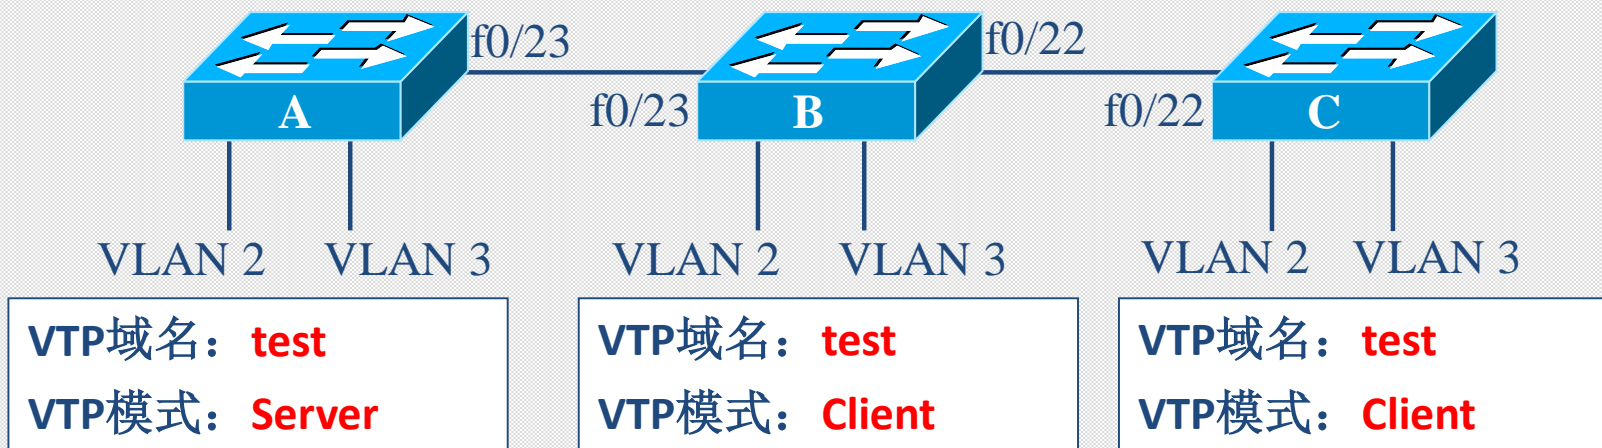 f0/23
f0/22
f0/23
f0/22
A
B
C
VLAN 2
VLAN 3
VLAN 2
VLAN 3
VLAN 2
VLAN 3
VTP域名：test
VTP模式：Server
VTP域名：test
VTP模式：Client
VTP域名：test
VTP模式：Client